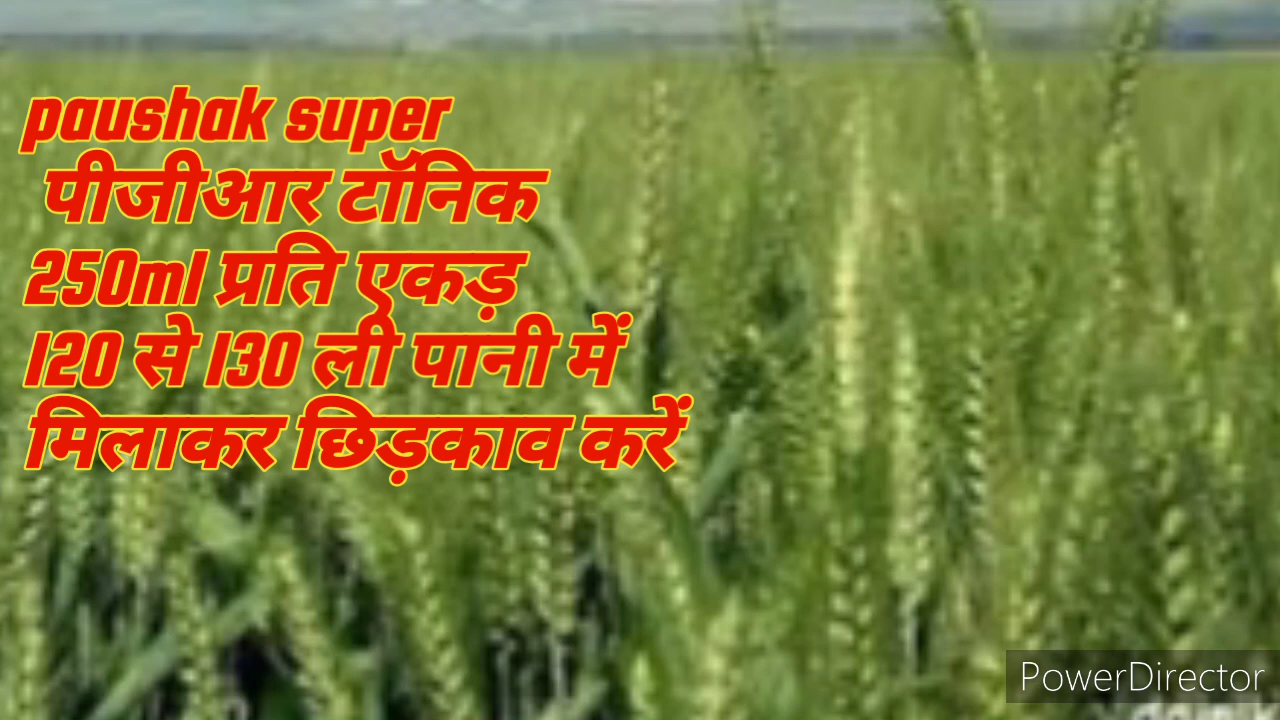 paushak super
पीजीआर टॉनिक
250ml प्रति एकड़
120 से 130 ली पानी में
मिलाकर छिड़काव करें
PowerDirector